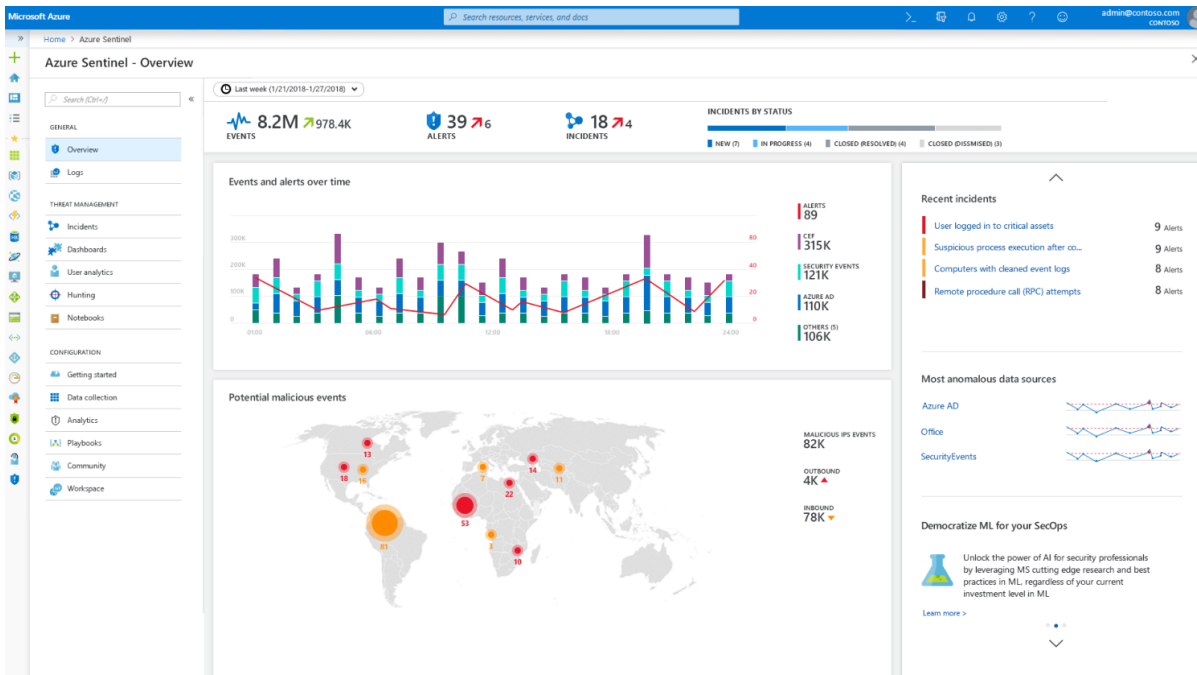 Microsoft Azure
Search resources, services, and docs
admin@contoso.com
CONTOSO
Home > Azure Sentinel
Azure Sentinel - Overview
Search (Ctrl+/)
GENERAL
Overview
Logs
THREAT MANAGEMENT
Incidents
Dashboards
User analytics
Hunting
Notebooks
CONFIGURATION
Getting started
Data collection
Analytics
Playbooks
Community
Workspace
Last week (1/21/2018-1/27/2018)
8.2M 978.4K
EVENTS
39 6
ALERTS
18 4
INCIDENTS
INCIDENTS BY STATUS
NEW (7) IN PROGRESS (4) CLOSED (RESOLVED) (4) CLOSED (DISSMISED) (3)
Events and alerts over time
300K
200K
100K
0
80
40
20
0
01:00 06:00 12:00 18:00 24:00
ALERTS
89
CEF
315K
SECURITY EVENTS
121K
AZURE AD
110K
OTHERS (5)
106K
Potential malicious events
13
18
16
7
14
11
22
53
81
3
10
MALICIOUS IPS EVENTS
82K
OUTBOUND
4K
INBOUND
78K
Recent incidents
User logged in to critical assets 9 Alerts
Suspicious process execution after co... 9 Alerts
Computers with cleaned event logs 8 Alerts
Remote procedure call (RPC) attempts 8 Alerts
Most anomalous data sources
Azure AD
Office
SecurityEvents
Democratize ML for your SecOps
Unlock the power of AI for security professionals
by leveraging MS cutting edge research and best
practices in ML, regardless of your current
investment level in ML
Learn more >